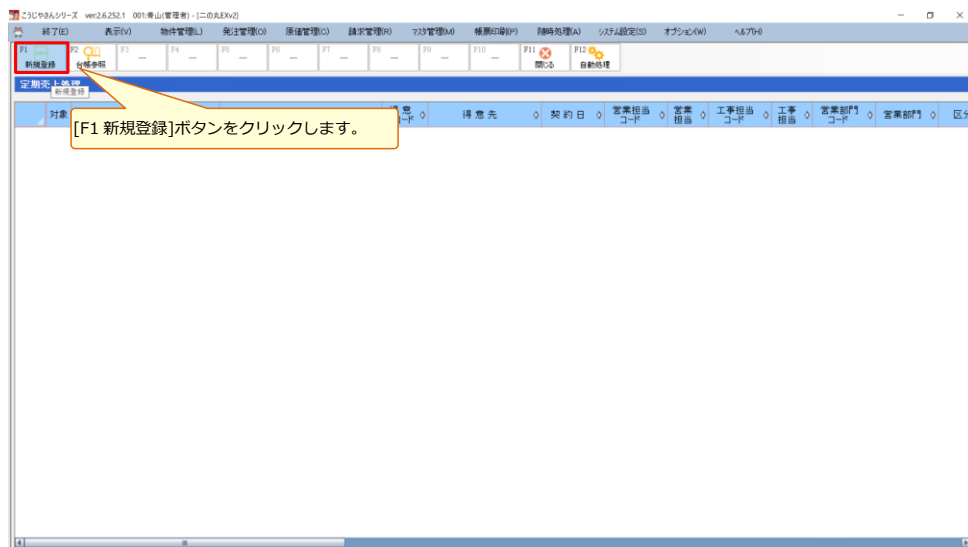 こうじやさんシリーズ ver.2.6.252.1 001:青山(管理者) - [二の丸EXv2]
終了(E) 表示(V) 物件管理(L) 発注管理(O) 原価管理(C) 請求管理(R) マスタ管理(M) 帳票印刷(P) 随時処理(A) システム設定(S) オプション(W) ヘルプ(H)
F1 F2 F3 F4 F5 F6 F7 F8 F9 F10 F11 F12
新規登録 台帳参照 閉じる 自動処理
定期売上処理
新規登録
対象 得意 コード 得意先 契約日 営業担当コード 営業担当 工事担当コード 工事担当 営業部門コード 営業部門 区分
[F1 新規登録]ボタンをクリックします。